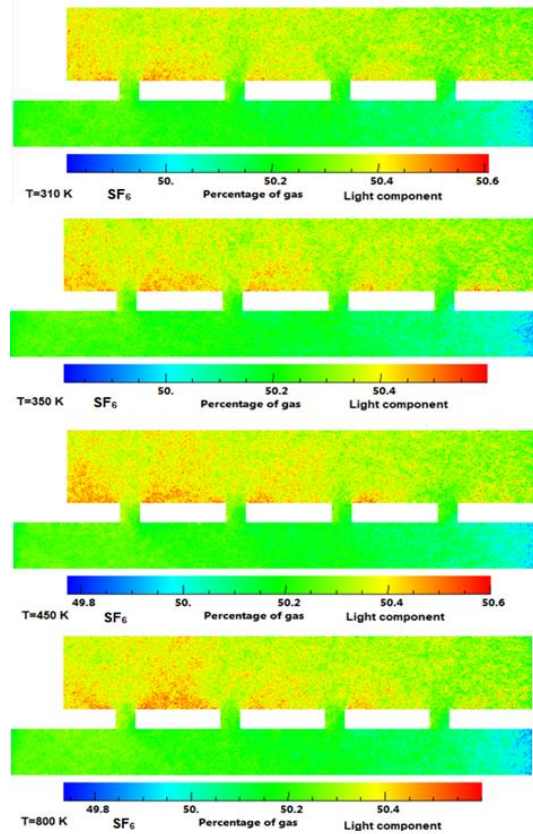 50. 50.2 50.4 50.6
T=310 K SF₆ Percentage of gas Light component
50. 50.2 50.4
T=350 K SF₆ Percentage of gas Light component
49.8 50. 50.2 50.4 50.6
T=450 K SF₆ Percentage of gas Light component
49.8 50. 50.2 50.4
T=800 K SF₆ Percentage of gas Light component